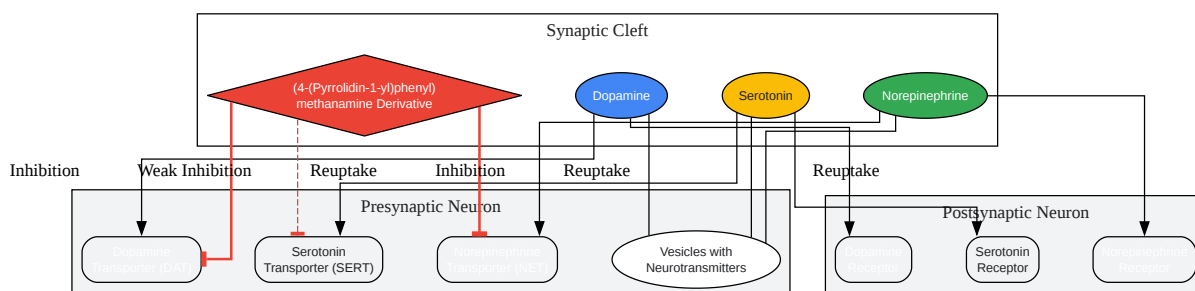 Synaptic Cleft
(4-(Pyrrolidin-1-yl)phenyl)
methanamine Derivative
Dopamine
Serotonin
Norepinephrine
Inhibition
Weak Inhibition
Reuptake
Inhibition
Reuptake
Reuptake
Presynaptic Neuron
Postsynaptic Neuron
Dopamine
Transporter (DAT)
Serotonin
Transporter (SERT)
Norepinephrine
Transporter (NET)
Vesicles with
Neurotransmitters
Dopamine
Receptor
Serotonin
Receptor
Norepinephrine
Receptor